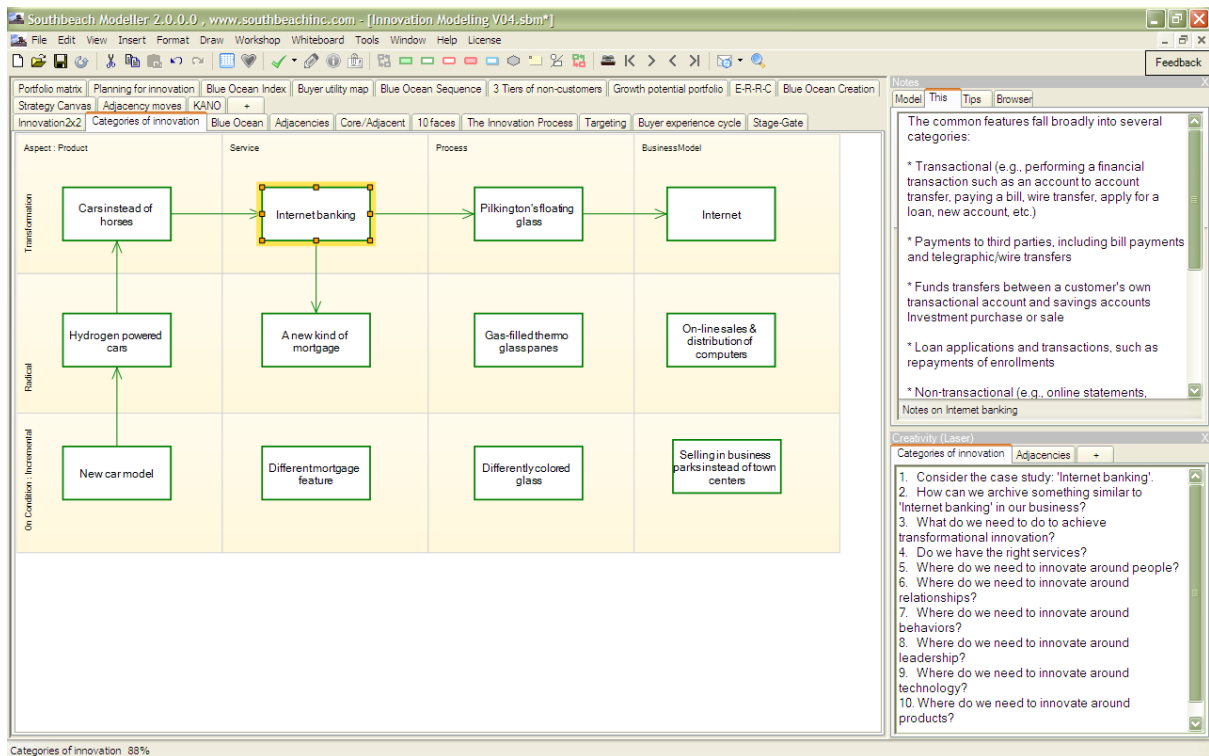 Southbeach Modeller 2.0.0.0 , www.southbeachinc.com - [Innovation Modeling V04.sbm*]
File Edit View Insert Format Draw Workshop Whiteboard Tools Window Help License
Feedback
Portfolio matrix Planning for innovation Blue Ocean Index Buyer utility map Blue Ocean Sequence 3 Tiers of non-customers Growth potential portfolio E-R-R-C Blue Ocean Creation
Strategy Canvas Adjacency moves KANO +
Innovation2x2 Categories of innovation Blue Ocean Adjacencies Core/Adjacent 10 faces The Innovation Process Targeting Buyer experience cycle Stage-Gate
Aspect : Product Service Process BusinessModel
Transformation
Cars instead of
horses
Internet banking
Pilkington's floating
glass
Internet
Radical
Hydrogen powered
cars
A new kind of
mortgage
Gas-filled thermo
glass panes
On-line sales &
distribution of
computers
On Condition : Incremental
New car model
Different mortgage
feature
Differently colored
glass
Selling in business
parks instead of town
centers
Notes X
Model This Tips Browser
The common features fall broadly into several
categories:
* Transactional (e.g., performing a financial
transaction such as an account to account
transfer, paying a bill, wire transfer, apply for a
loan, new account, etc.)
* Payments to third parties, including bill payments
and telegraphic/wire transfers
* Funds transfers between a customer's own
transactional account and savings accounts
Investment purchase or sale
* Loan applications and transactions, such as
repayments of enrollments
* Non-transactional (e.g., online statements,
Notes on Internet banking
Creativity (Laser) X
Categories of innovation Adjacencies +
1. Consider the case study: 'Internet banking'.
2. How can we archive something similar to
'Internet banking' in our business?
3. What do we need to do to achieve
transformational innovation?
4. Do we have the right services?
5. Where do we need to innovate around people?
6. Where do we need to innovate around
relationships?
7. Where do we need to innovate around
behaviors?
8. Where do we need to innovate around
leadership?
9. Where do we need to innovate around
technology?
10. Where do we need to innovate around
products?
Categories of innovation 88%